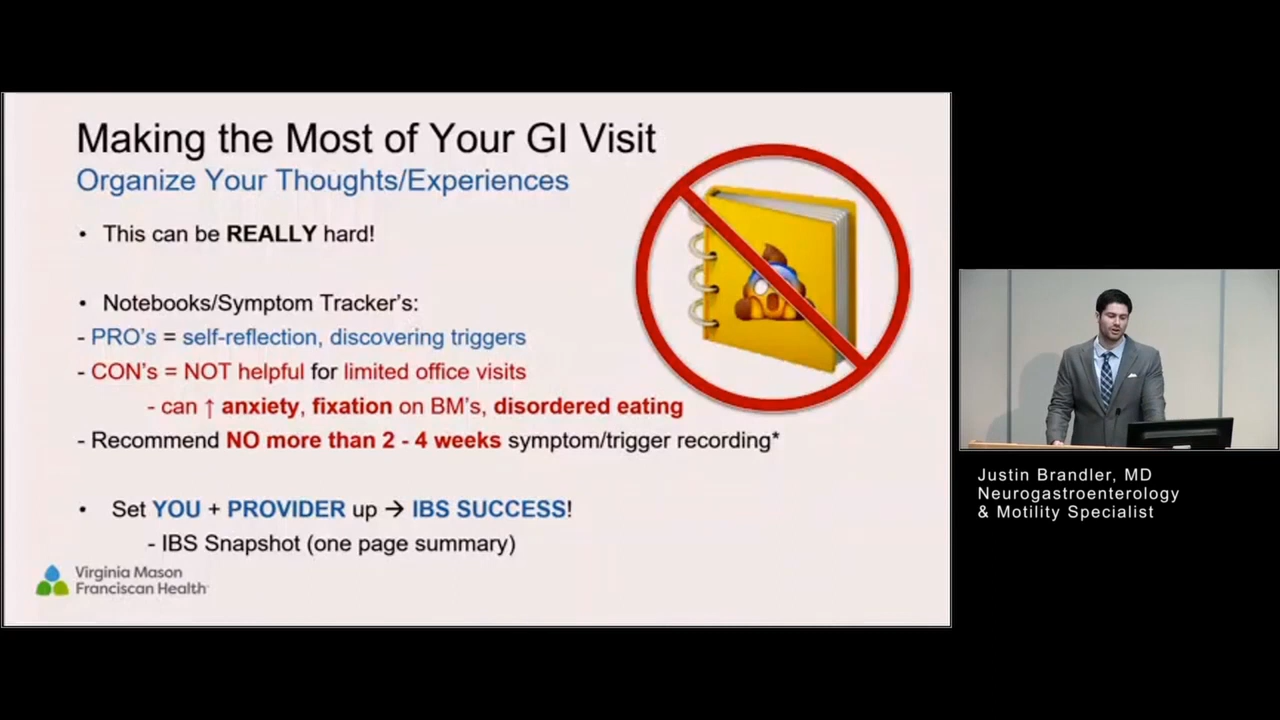 Making the Most of Your GI Visit
Organize Your Thoughts/Experiences
• This can be REALLY hard!
• Notebooks/Symptom Tracker's:
- PRO's = self-reflection, discovering triggers
- CON's = NOT helpful for limited office visits
- can ↑ anxiety, fixation on BM's, disordered eating
- Recommend NO more than 2 - 4 weeks symptom/trigger recording*
• Set YOU + PROVIDER up → IBS SUCCESS!
- IBS Snapshot (one page summary)
Virginia Mason
Franciscan Health
Justin Brandler, MD
Neurogastroenterology
& Motility Specialist